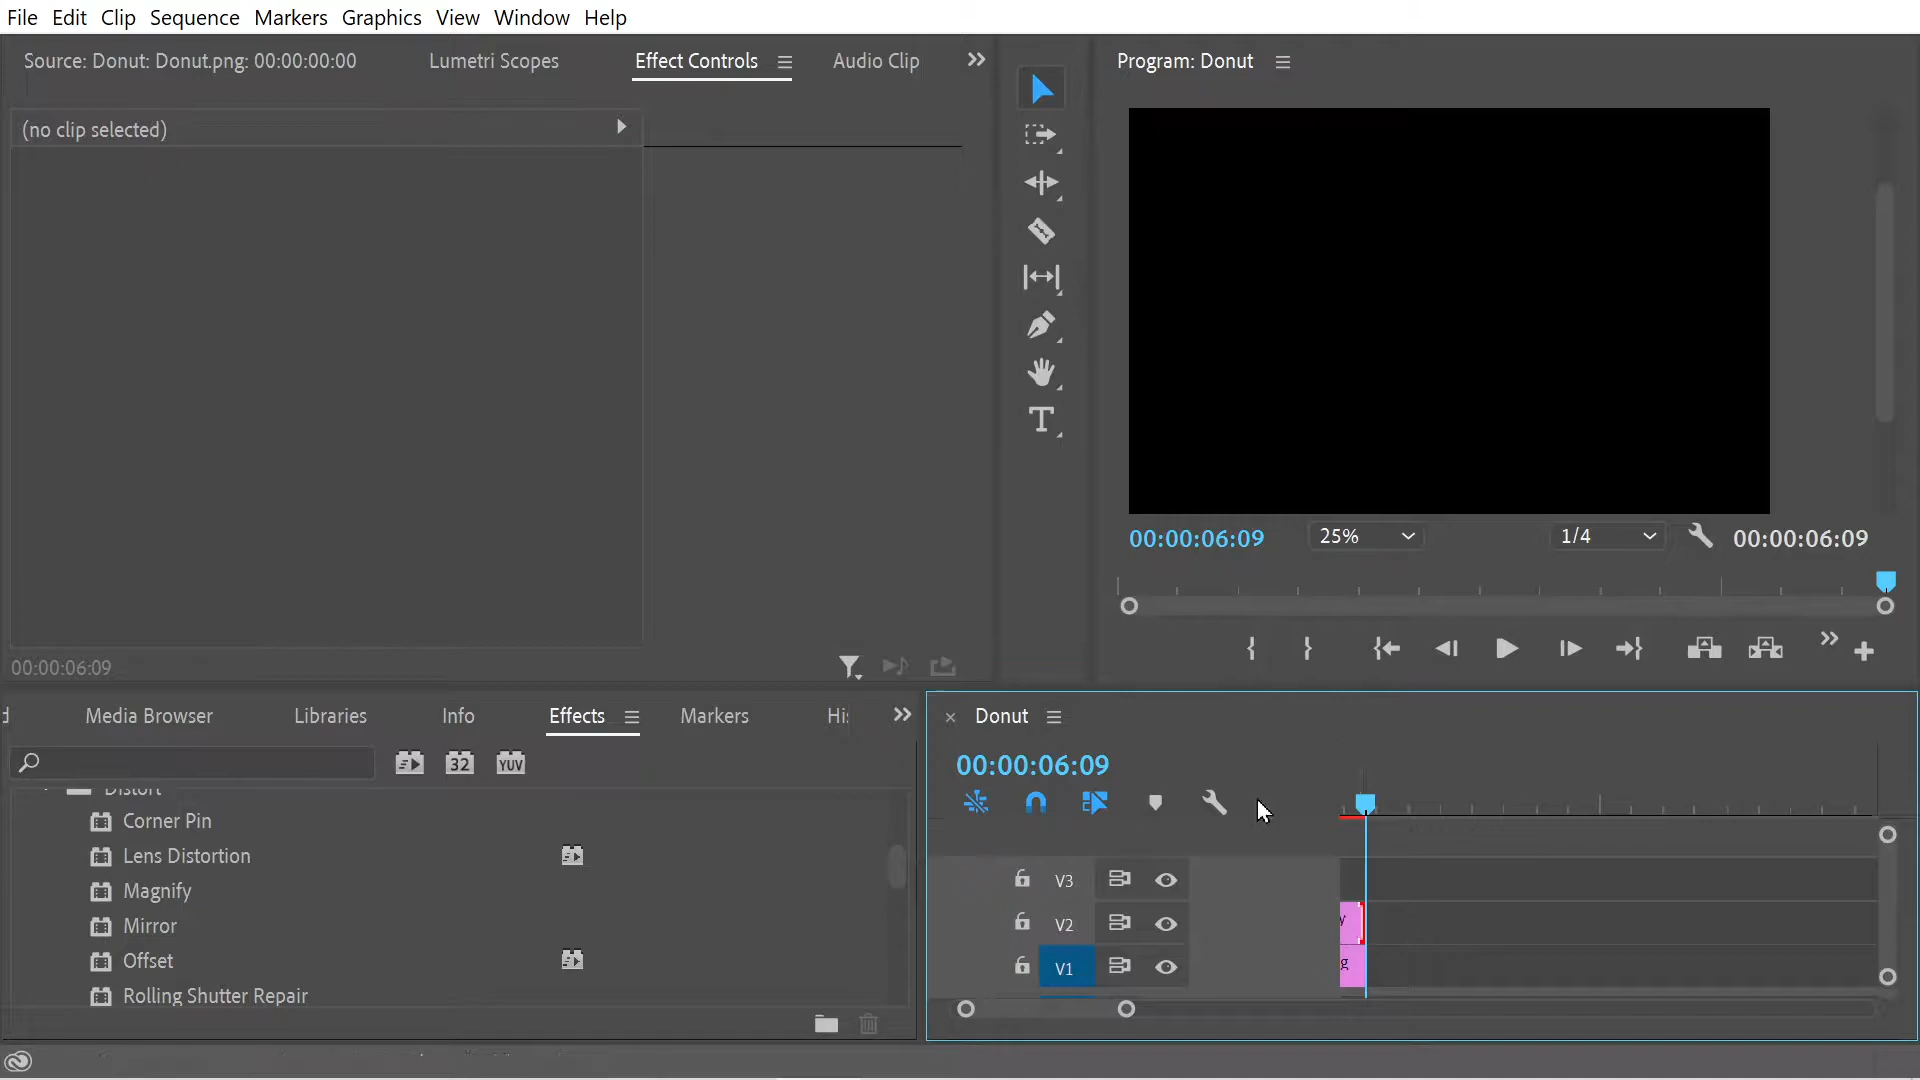 File Edit Clip Sequence Markers Graphics View Window Help
Source: Donut: Donut.png: 00:00:00:00 Lumetri Scopes Effect Controls Audio Clip
Program: Donut
(no clip selected)
00:00:06:09 25% 1/4 00:00:06:09
00:00:06:09
Media Browser Libraries Info Effects Markers
32 YUV
Distort
Corner Pin
Lens Distortion
Magnify
Mirror
Offset
Rolling Shutter Repair
Donut
00:00:06:09
V3
V2 y
V1 g